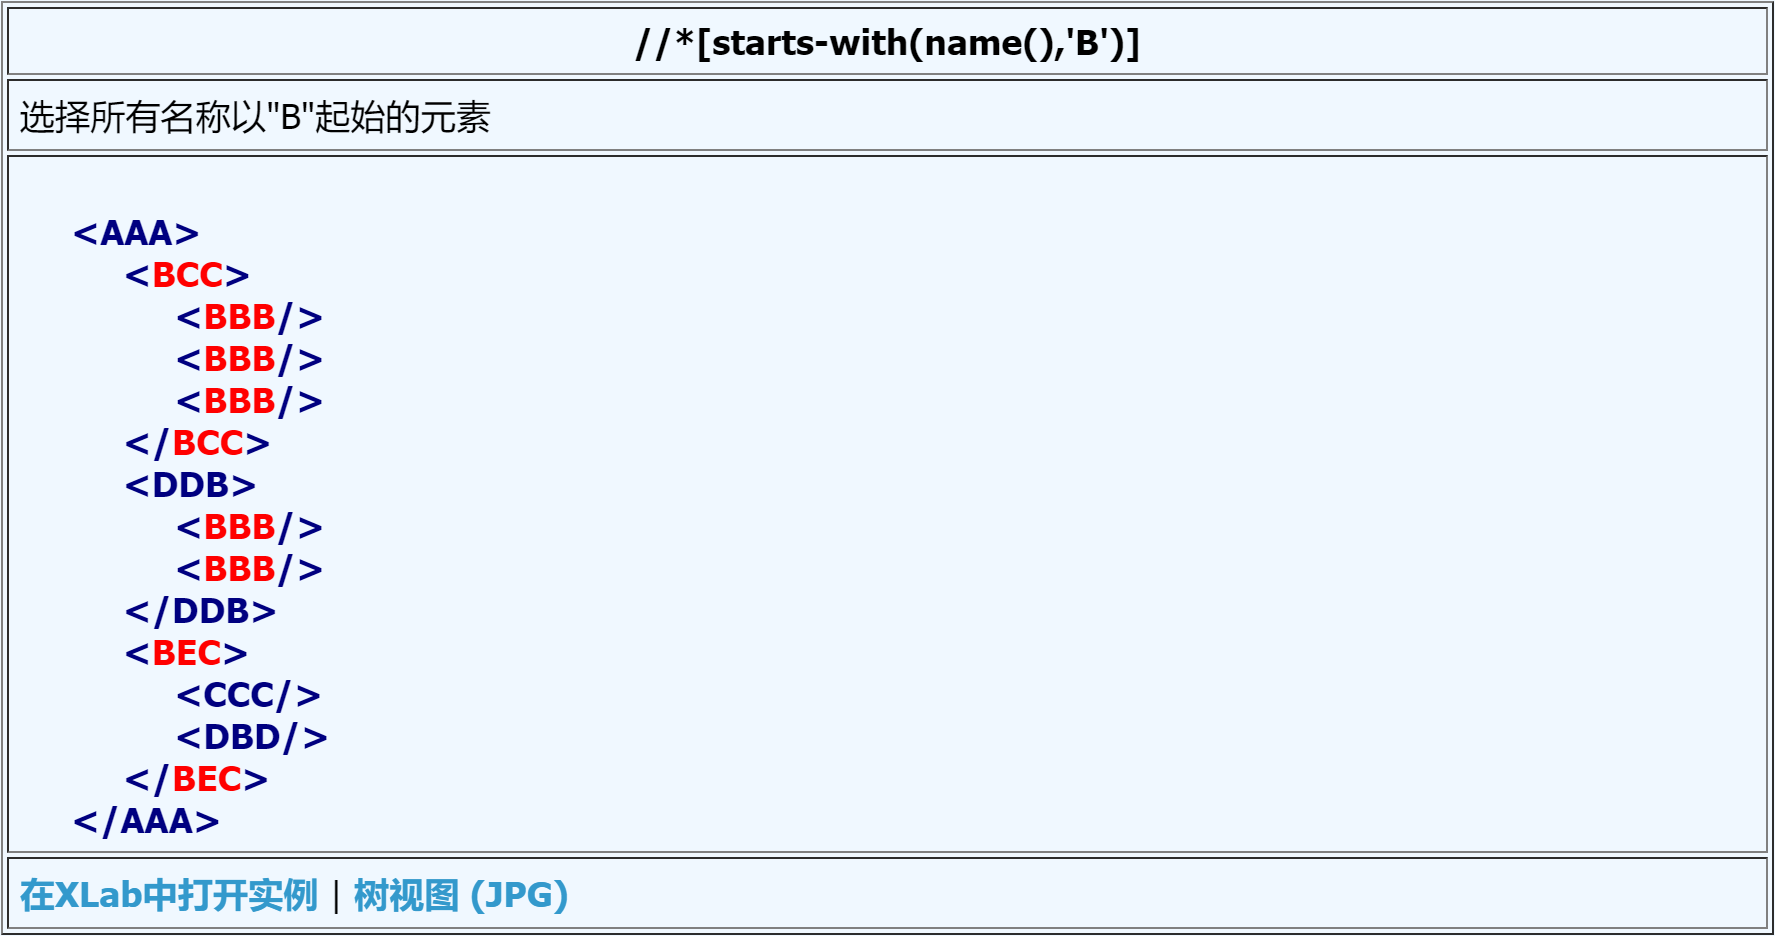 //*[starts-with(name(),'B')]
选择所有名称以"B"起始的元素
<AAA>
<BCC>
<BBB/>
<BBB/>
<BBB/>
</BCC>
<DDB>
<BBB/>
<BBB/>
</DDB>
<BEC>
<CCC/>
<DBD/>
</BEC>
</AAA>
在XLab中打开实例 | 树视图 (JPG)